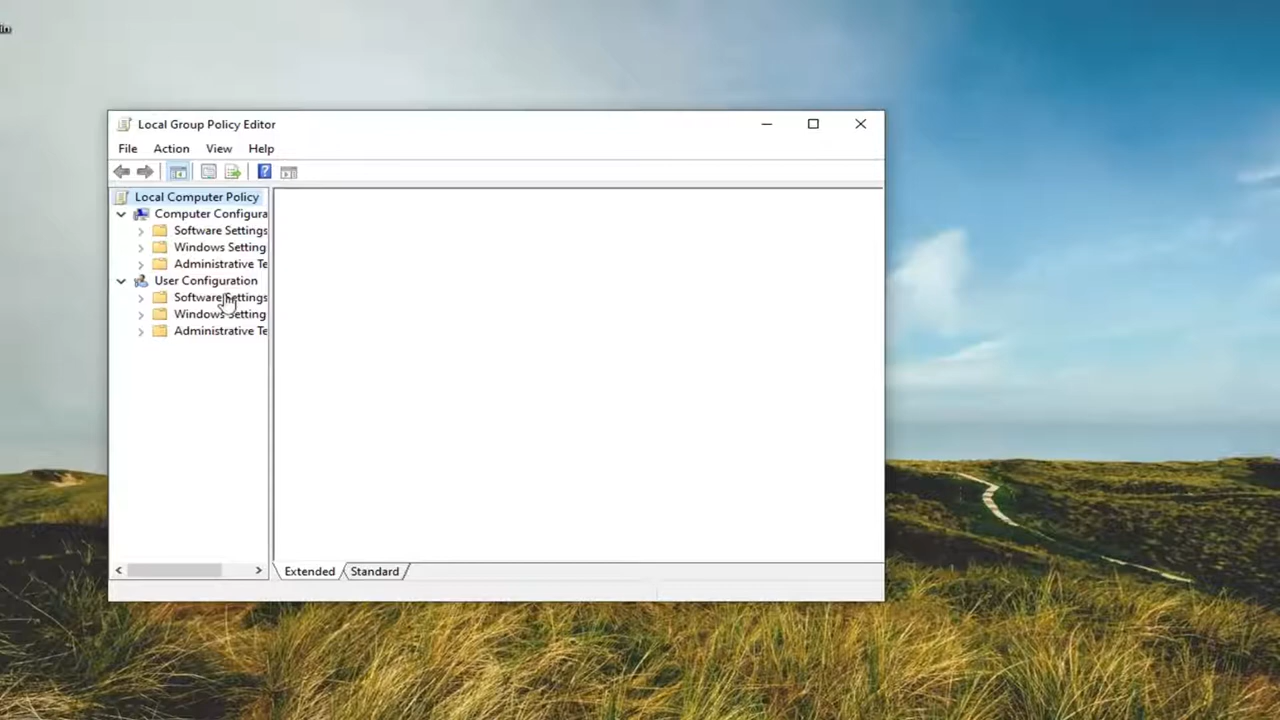 in
Local Group Policy Editor
File Action View Help
Local Computer Policy
Computer Configura
Software Settings
Windows Setting
Administrative Te
User Configuration
Software Settings
Windows Setting
Administrative Te
Extended Standard